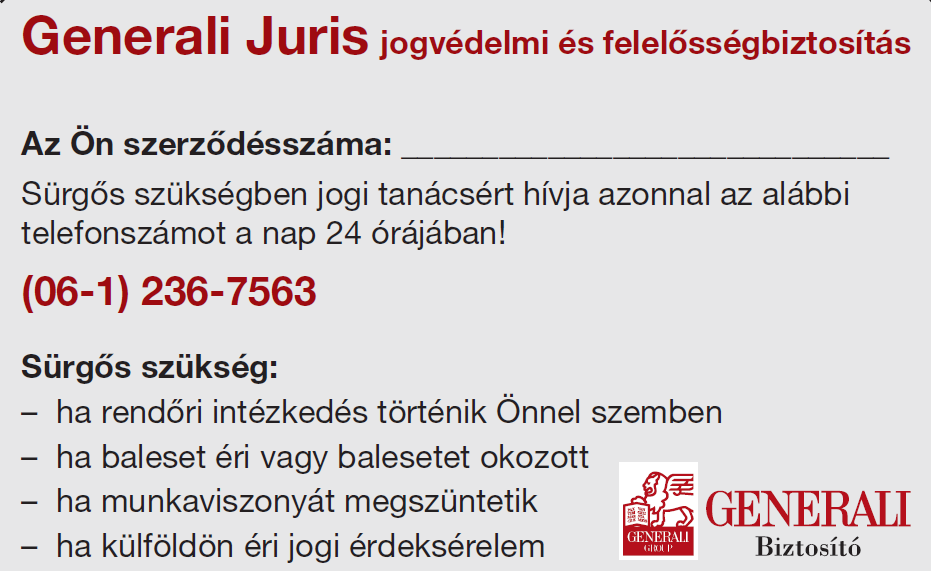 Generali Juris jogvédelmi és felelősségbiztosítás
Az Ön szerződésszáma: ______________________________
Sürgős szükségben jogi tanácsért hívja azonnal az alábbi
telefonszámot a nap 24 órájában!
(06-1) 236-7563
Sürgős szükség:
– ha rendőri intézkedés történik Önnel szemben
– ha baleset éri vagy balesetet okozott
– ha munkaviszonyát megszüntetik
– ha külföldön éri jogi érdeksérelem
GENERALI
GROUP
GENERALI
Biztosító